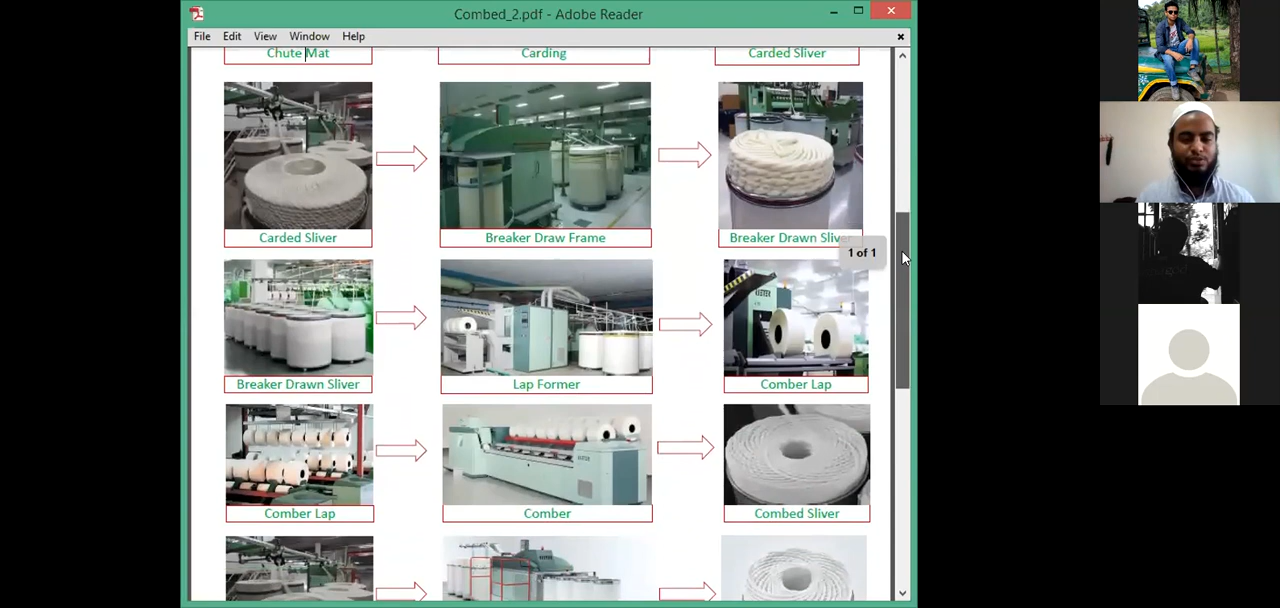 Combed_2.pdf - Adobe Reader
File Edit View Window Help
Chute Mat
Carding
Carded Sliver
Carded Sliver
Breaker Draw Frame
Breaker Drawn Sliver
1 of 1
Breaker Drawn Sliver
Lap Former
Comber Lap
Comber Lap
Comber
Combed Sliver